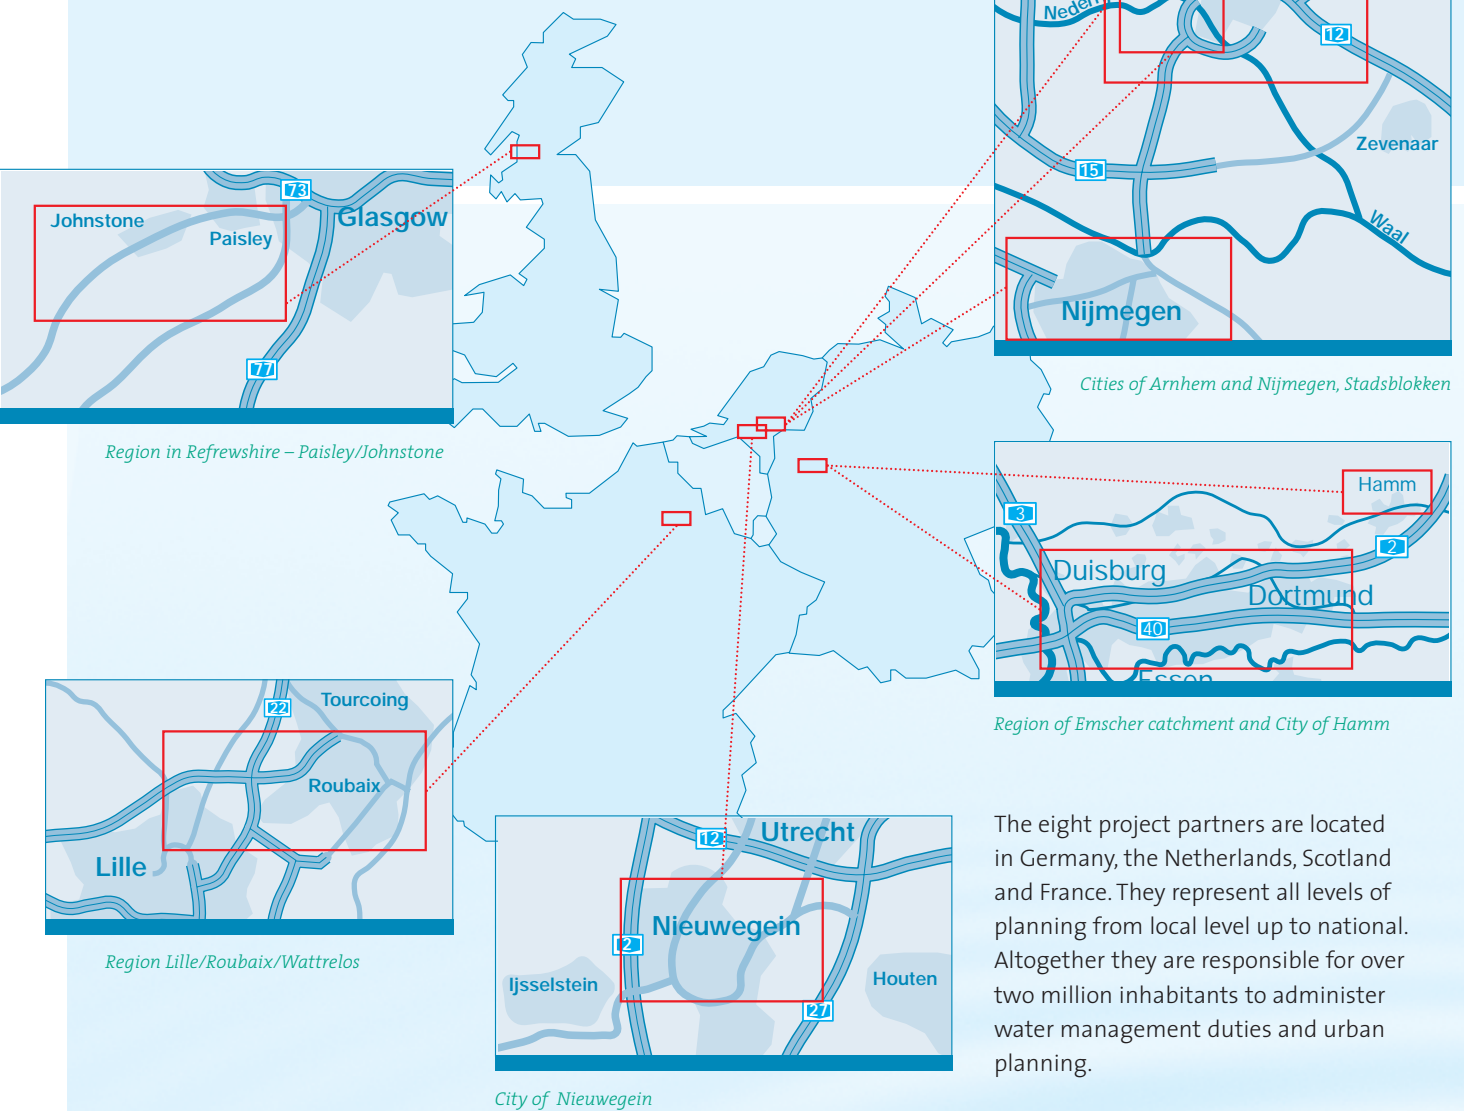 Neder
12
Zevenaar
15
Waal
Nijmegen
Cities of Arnhem and Nijmegen, Stadsblokken
73
Johnstone
Glasgow
Paisley
77
Region in Refrewshire – Paisley/Johnstone
Hamm
3
2
Duisburg
Dortmund
40
Essen
Region of Emscher catchment and City of Hamm
22
Tourcoing
Roubaix
Lille
Region Lille/Roubaix/Wattrelos
12
Utrecht
Nieuwegein
2
Ijsselstein
Houten
27
City of Nieuwegein
The eight project partners are located
in Germany, the Netherlands, Scotland
and France. They represent all levels of
planning from local level up to national.
Altogether they are responsible for over
two million inhabitants to administer
water management duties and urban
planning.